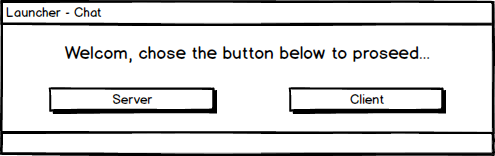 Launcher - Chat
Welcom, chose the button below to proseed...
Server
Client